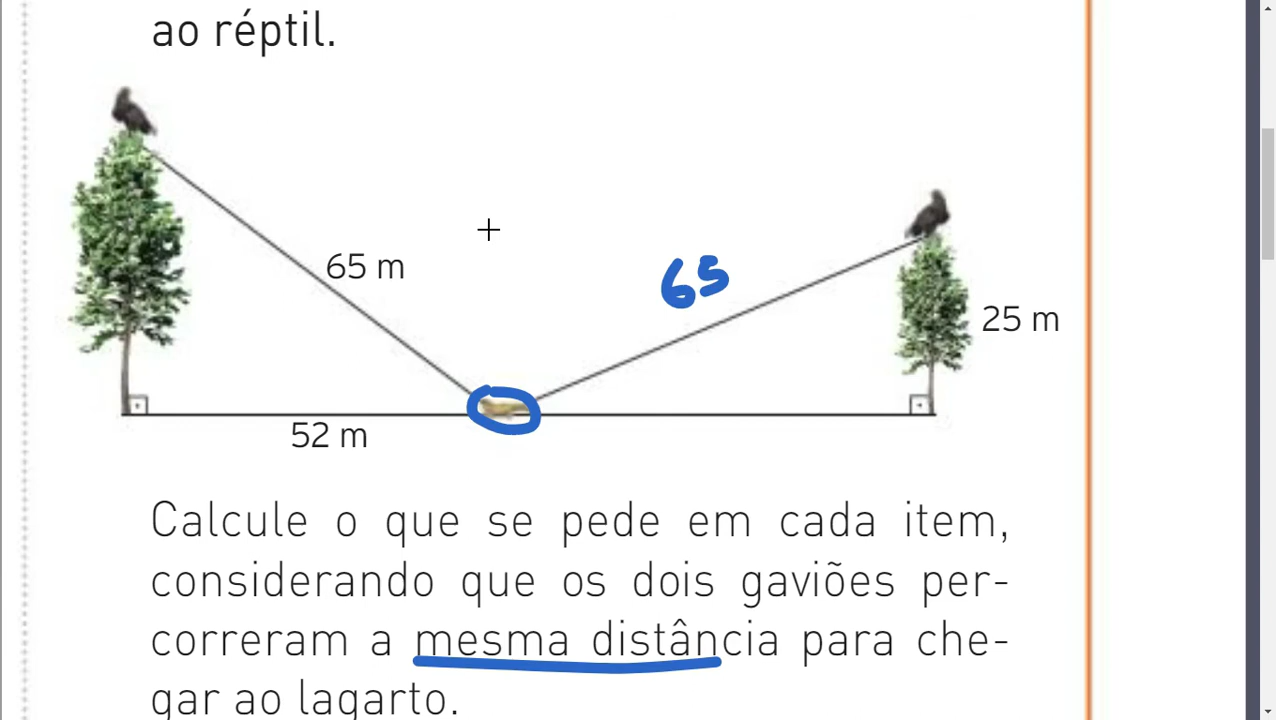 ao réptil.
65 m
65
25 m
52 m
Calcule o que se pede em cada item,
considerando que os dois gaviões per-
correram a mesma distância para che-
gar ao lagarto.